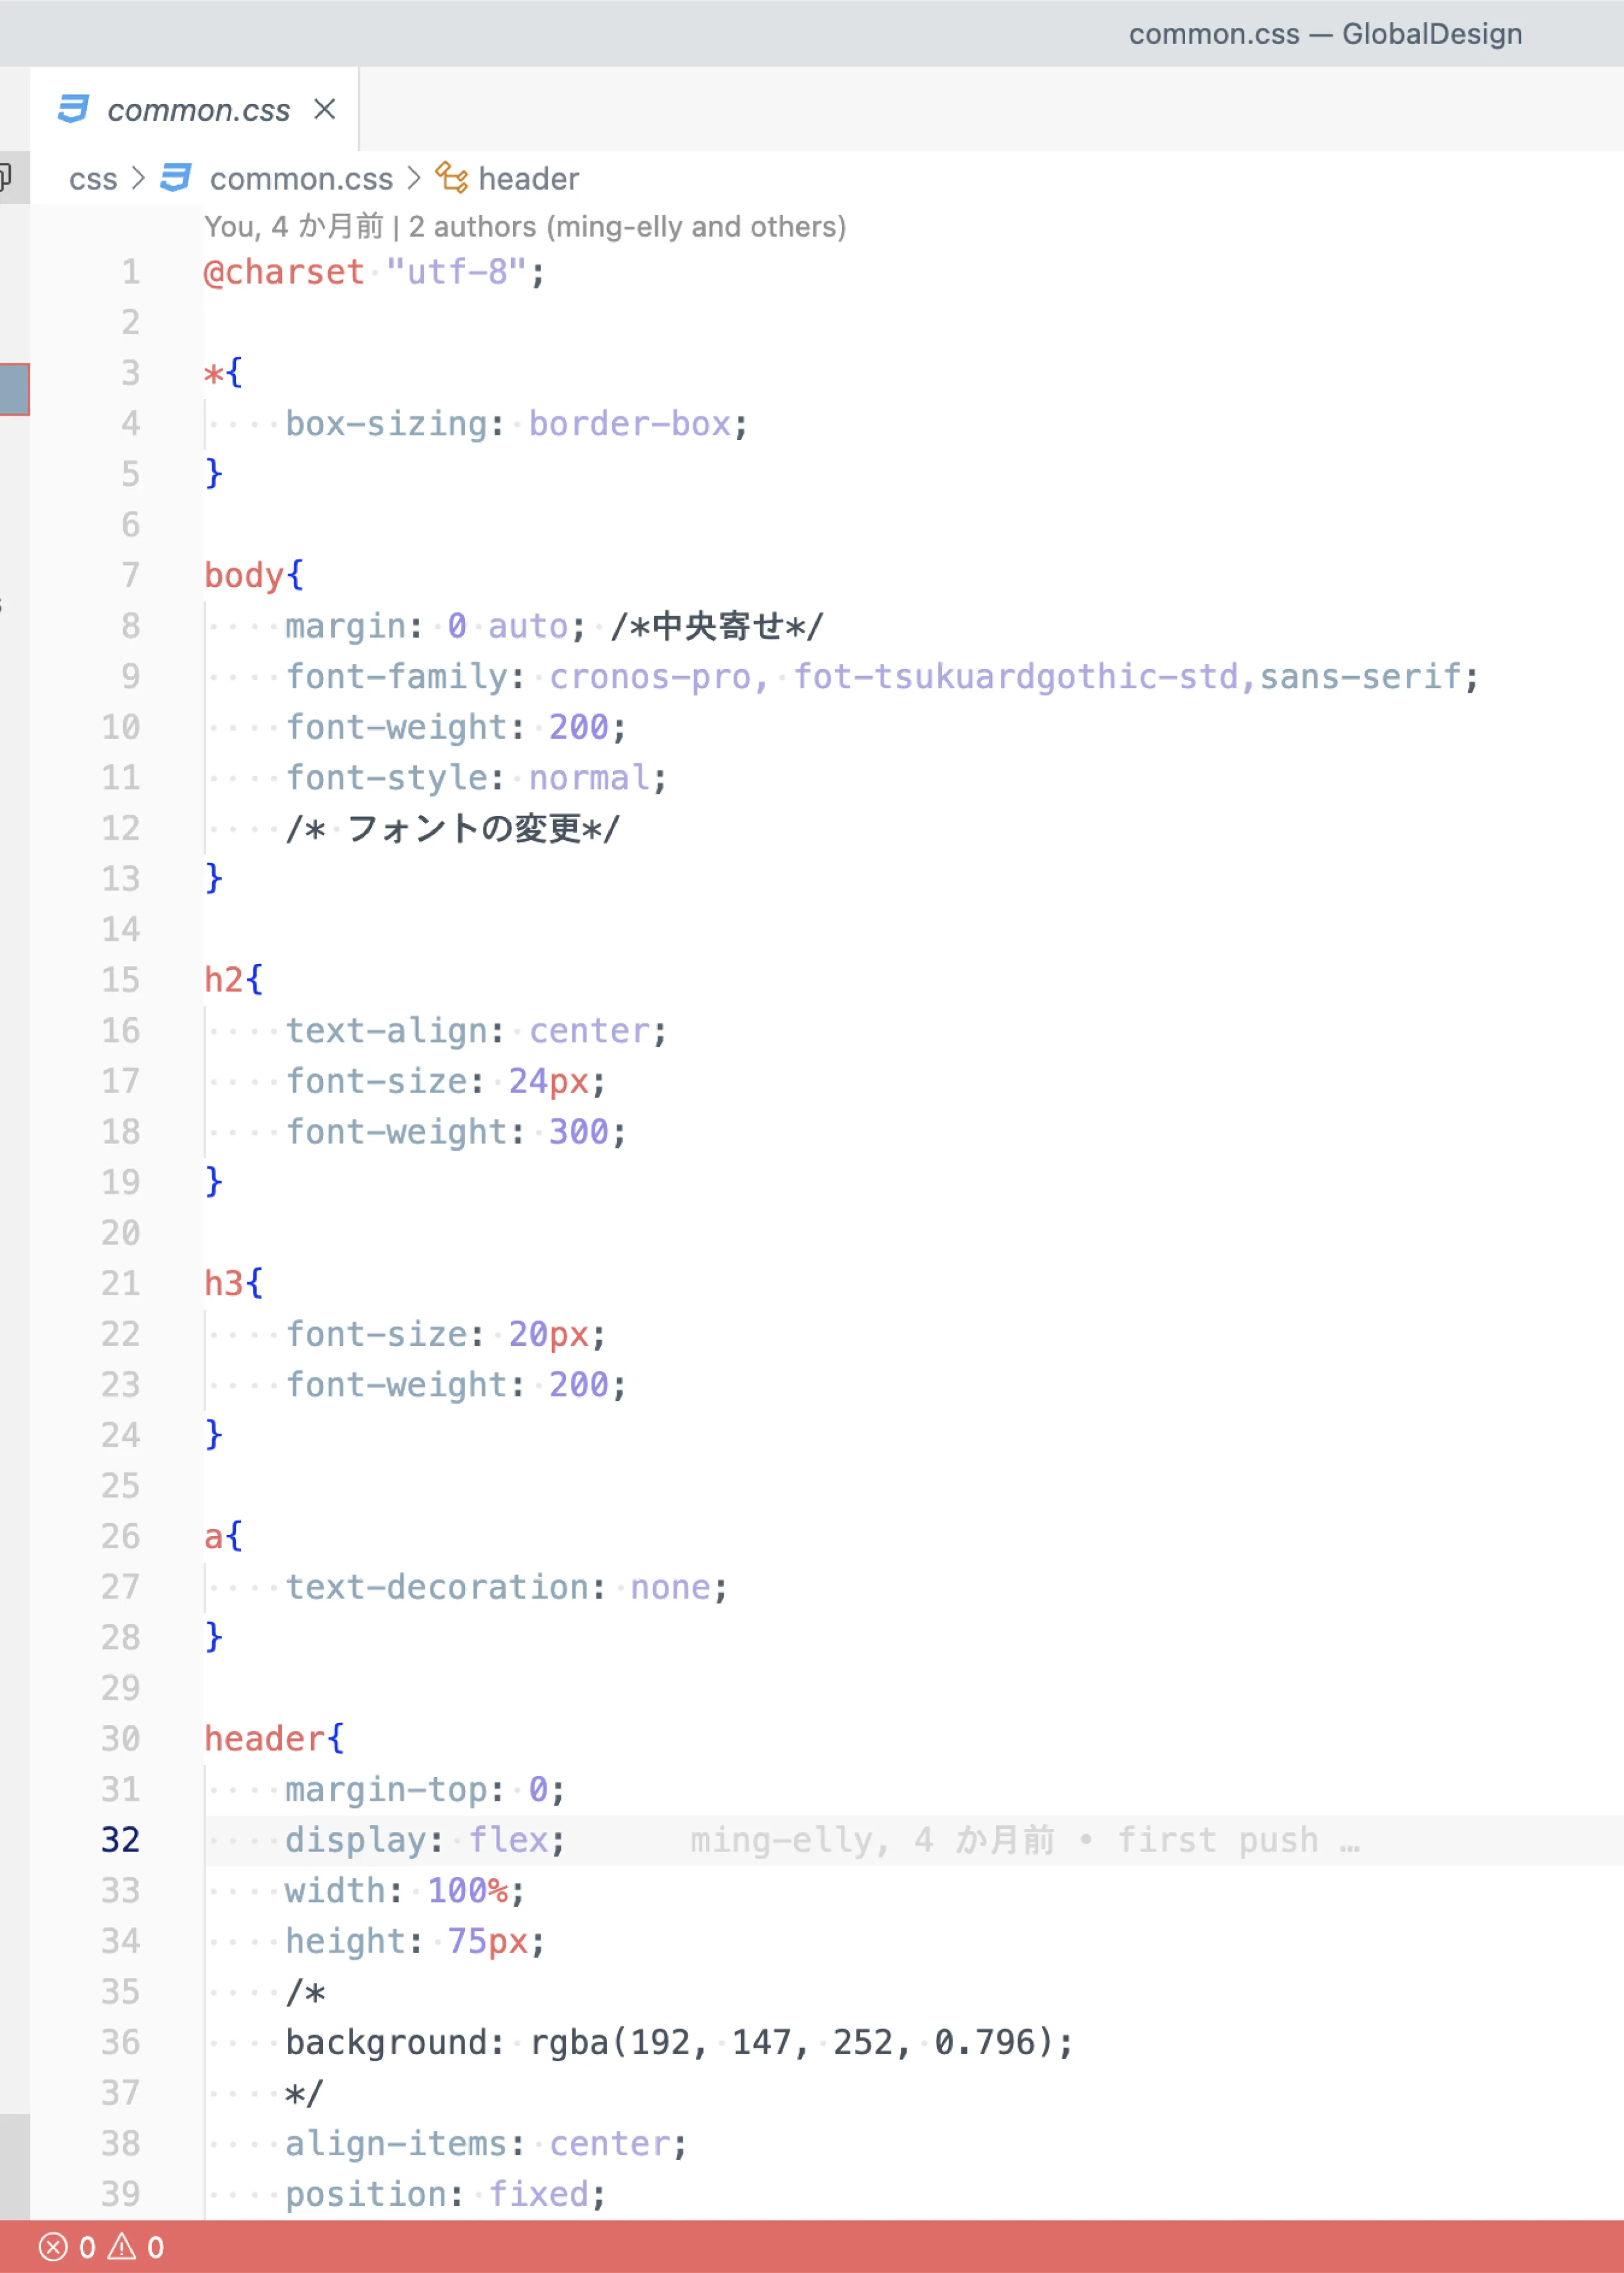 common.css — GlobalDesign
common.css
css > common.css > header
You, 4 か月前 | 2 authors (ming-elly and others)
1 @charset "utf-8";
2
3 *{
4 box-sizing: border-box;
5 }
6
7 body{
8 margin: 0 auto; /*中央寄せ*/
9 font-family: cronos-pro, fot-tsukuardgothic-std,sans-serif;
10 font-weight: 200;
11 font-style: normal;
12 /* フォントの変更*/
13 }
14
15 h2{
16 text-align: center;
17 font-size: 24px;
18 font-weight: 300;
19 }
20
21 h3{
22 font-size: 20px;
23 font-weight: 200;
24 }
25
26 a{
27 text-decoration: none;
28 }
29
30 header{
31 margin-top: 0;
32 display: flex; ming-elly, 4 か月前 • first push …
33 width: 100%;
34 height: 75px;
35 /*
36 background: rgba(192, 147, 252, 0.796);
37 */
38 align-items: center;
39 position: fixed;
0 0